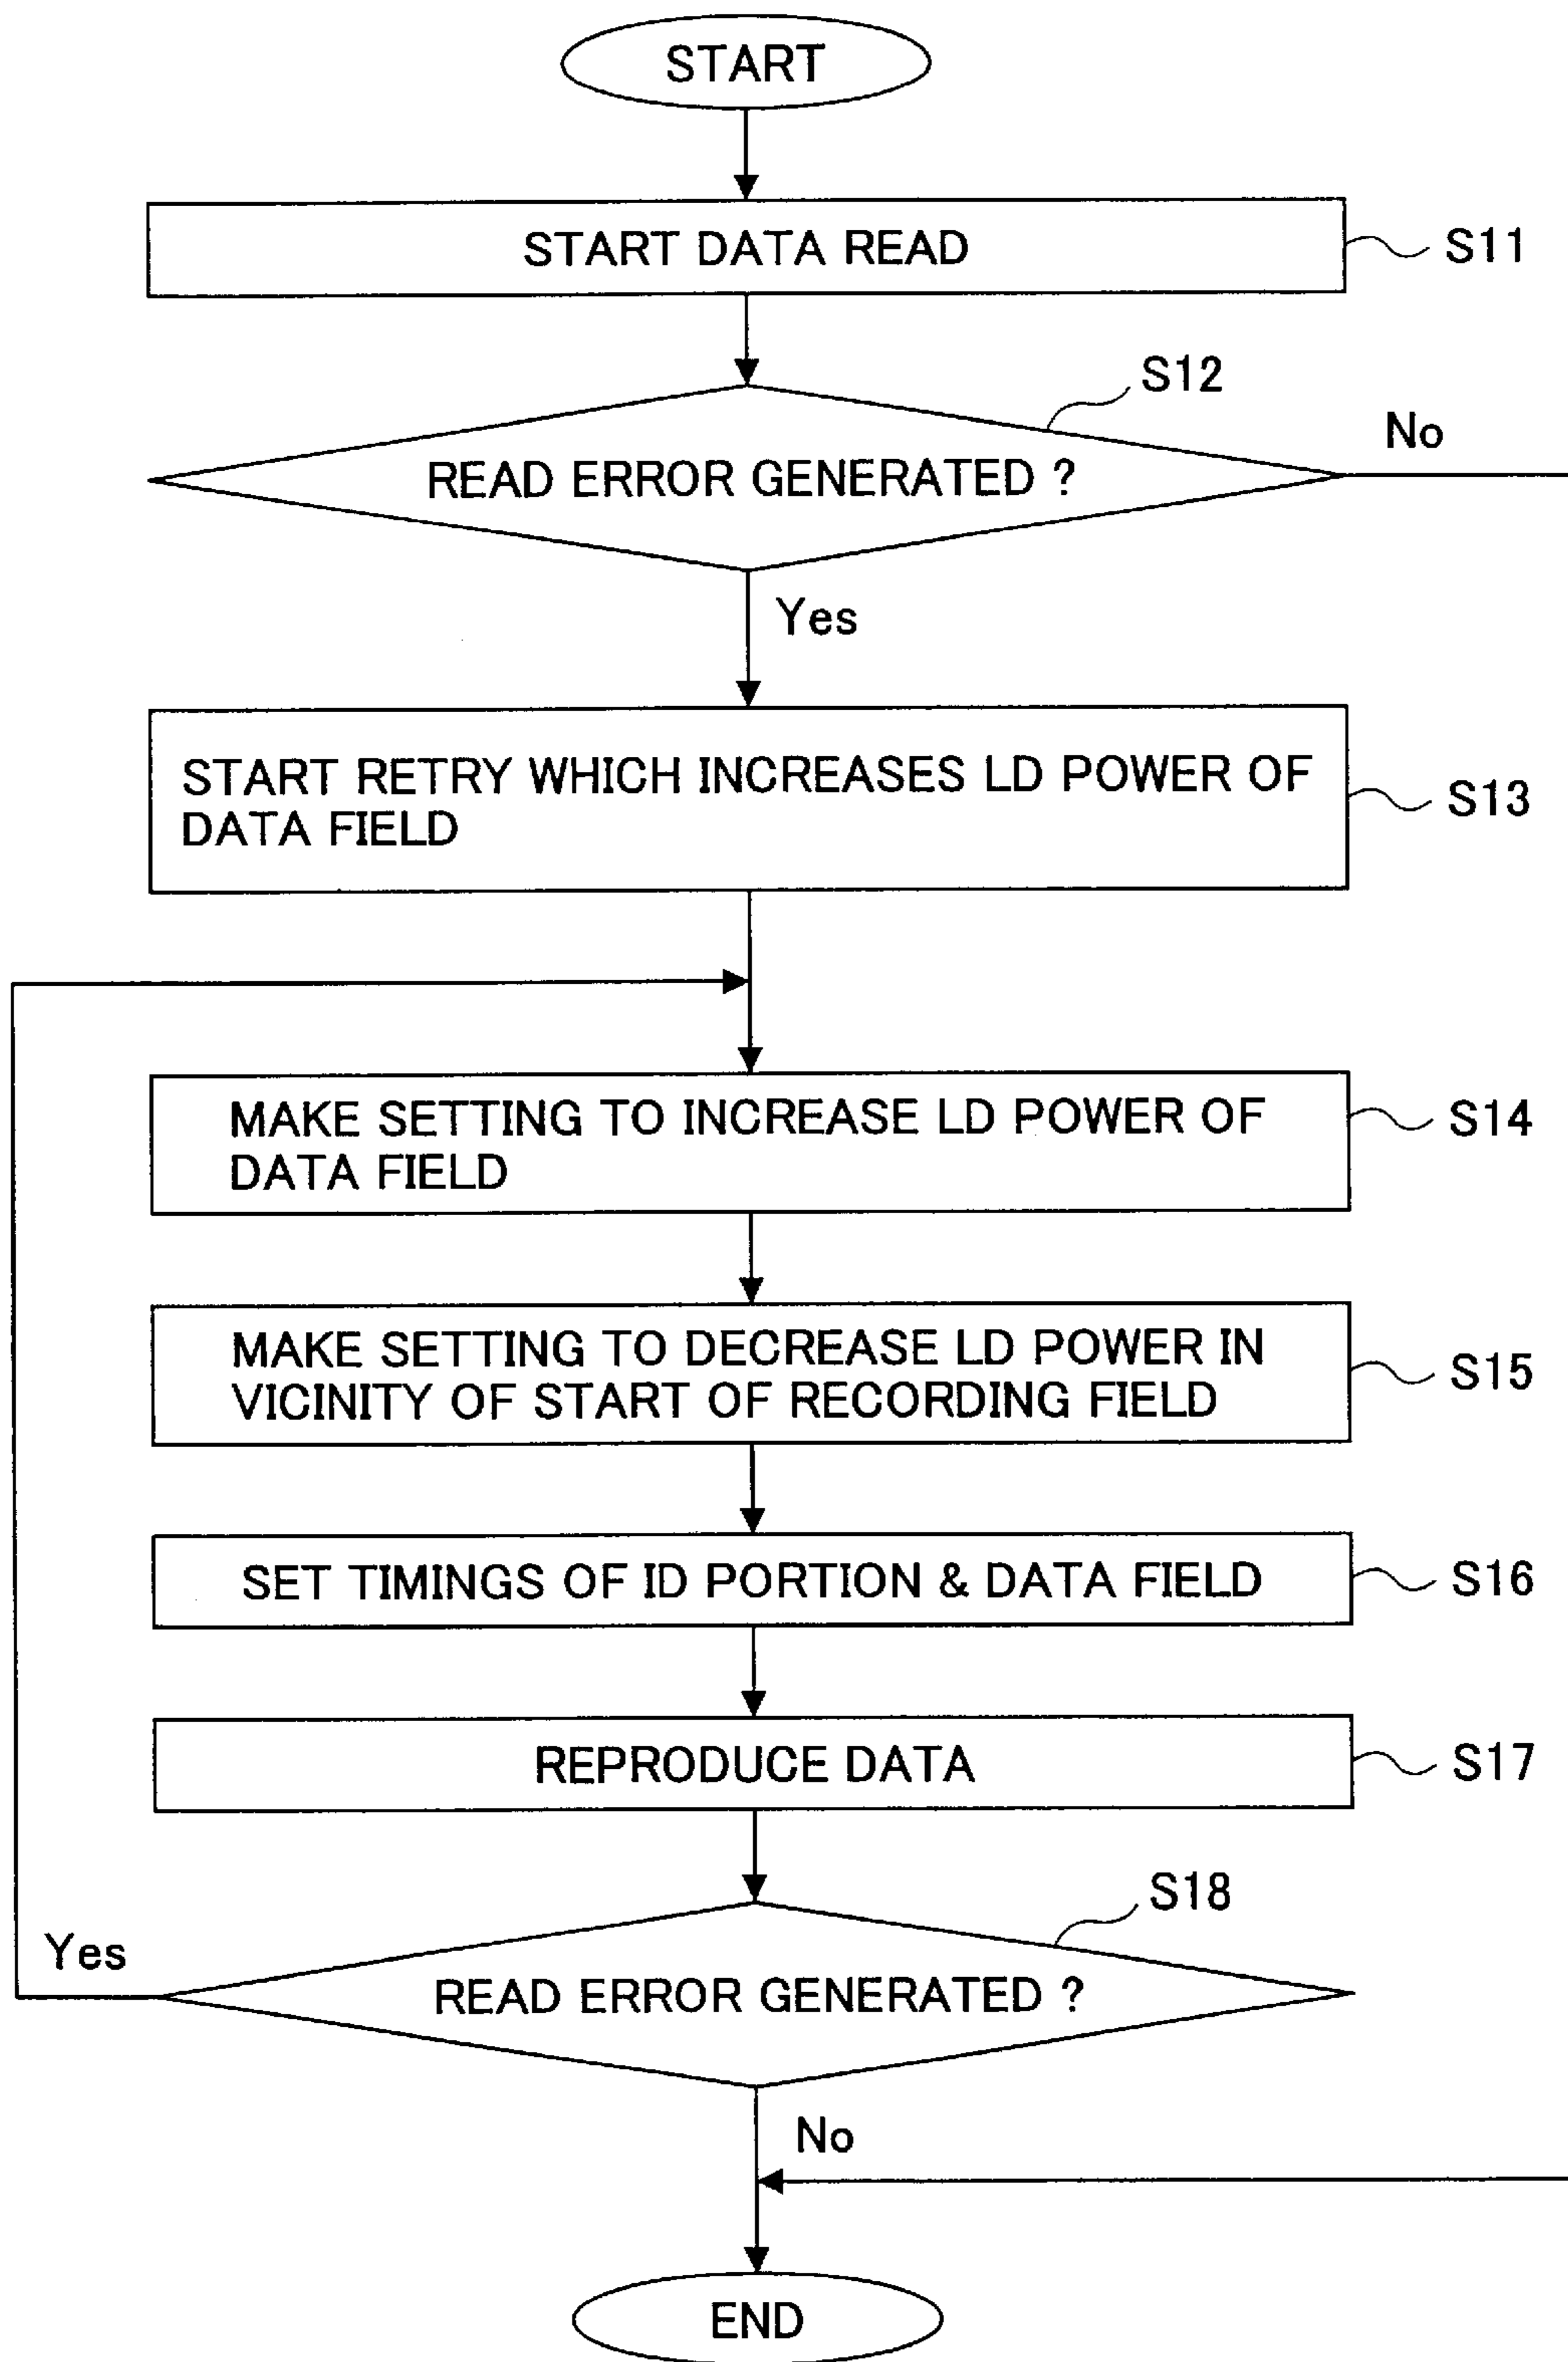 START
START DATA READ
S11
S12
READ ERROR GENERATED ?
No
Yes
START RETRY WHICH INCREASES LD POWER OF
DATA FIELD
S13
MAKE SETTING TO INCREASE LD POWER OF
DATA FIELD
S14
MAKE SETTING TO DECREASE LD POWER IN
VICINITY OF START OF RECORDING FIELD
S15
SET TIMINGS OF ID PORTION & DATA FIELD
S16
REPRODUCE DATA
S17
S18
Yes
READ ERROR GENERATED ?
No
END